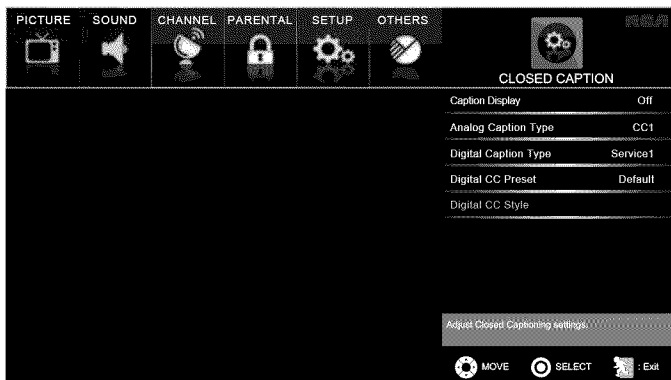 PICTURE SOUND CHANNEL PARENTAL SETUP OTHERS
RCA
CLOSED CAPTION
Caption Display Off
Analog Caption Type CC1
Digital Caption Type Service1
Digital CC Preset Default
Digital CC Style
Adjust Closed Captioning settings.
MOVE SELECT : Exit